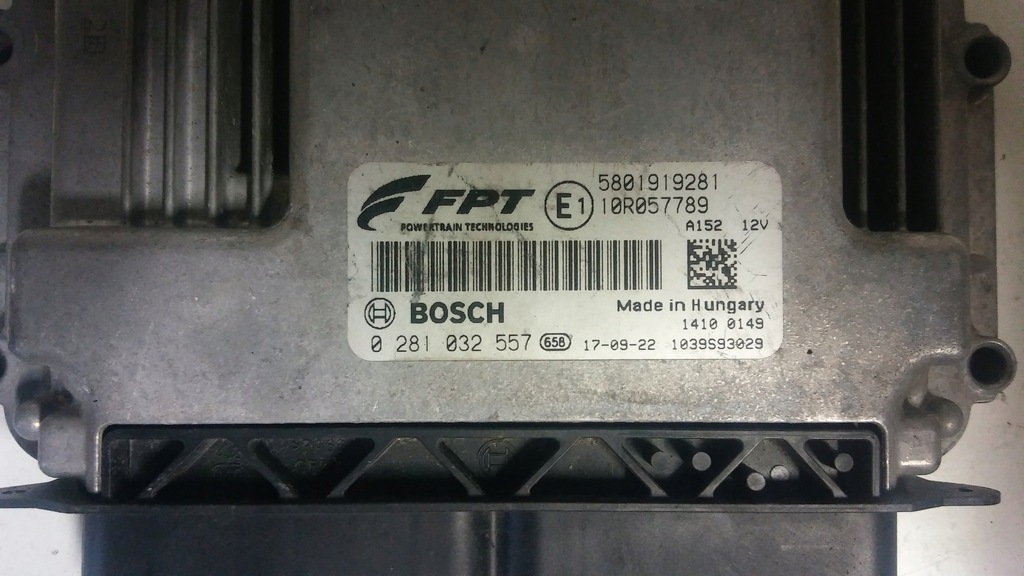 FPT
POWERTRAIN TECHNOLOGIES
E1
5801919281
10R057789
A152 12V
BOSCH
Made in Hungary
1410 0149
0 281 032 557 658 17-09-22 1039S93029